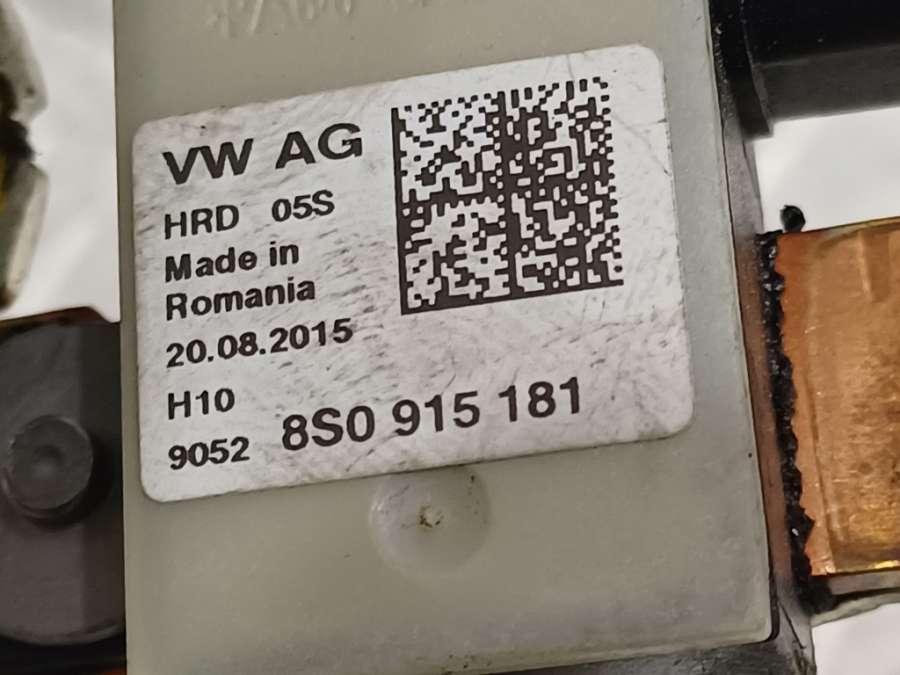 VW AG
HRD 05S
Made in
Romania
20.08.2015
H10
9052 8S0 915 181